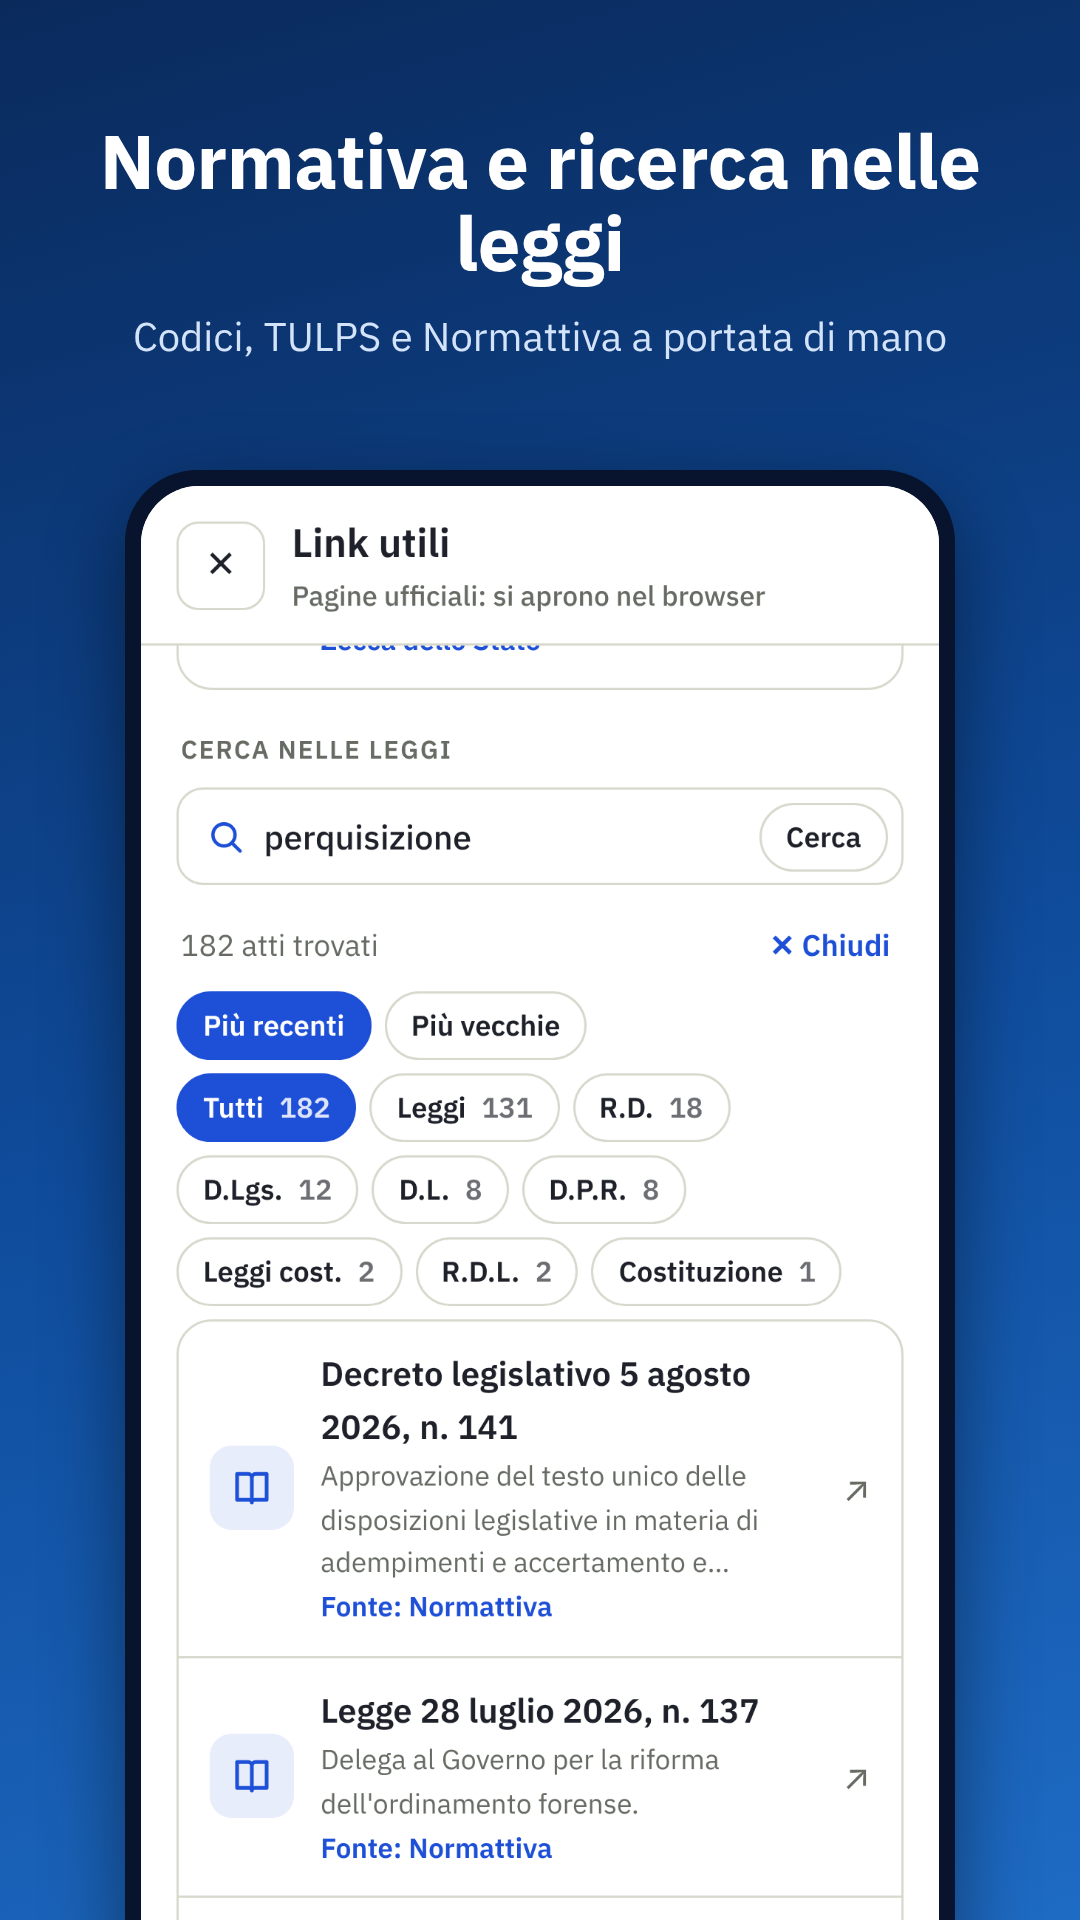 Normativa e ricerca nelle
leggi
Codici, TULPS e Normattiva a portata di mano
Link utili
Pagine ufficiali: si aprono nel browser
CERCA NELLE LEGGI
perquisizione
Cerca
182 atti trovati
✕ Chiudi
Più recenti
Più vecchie
Tutti 182
Leggi 131
R.D. 18
D.Lgs. 12
D.L. 8
D.P.R. 8
Leggi cost. 2
R.D.L. 2
Costituzione 1
Decreto legislativo 5 agosto
2026, n. 141
Approvazione del testo unico delle
disposizioni legislative in materia di
adempimenti e accertamento e...
Fonte: Normattiva
Legge 28 luglio 2026, n. 137
Delega al Governo per la riforma
dell'ordinamento forense.
Fonte: Normattiva